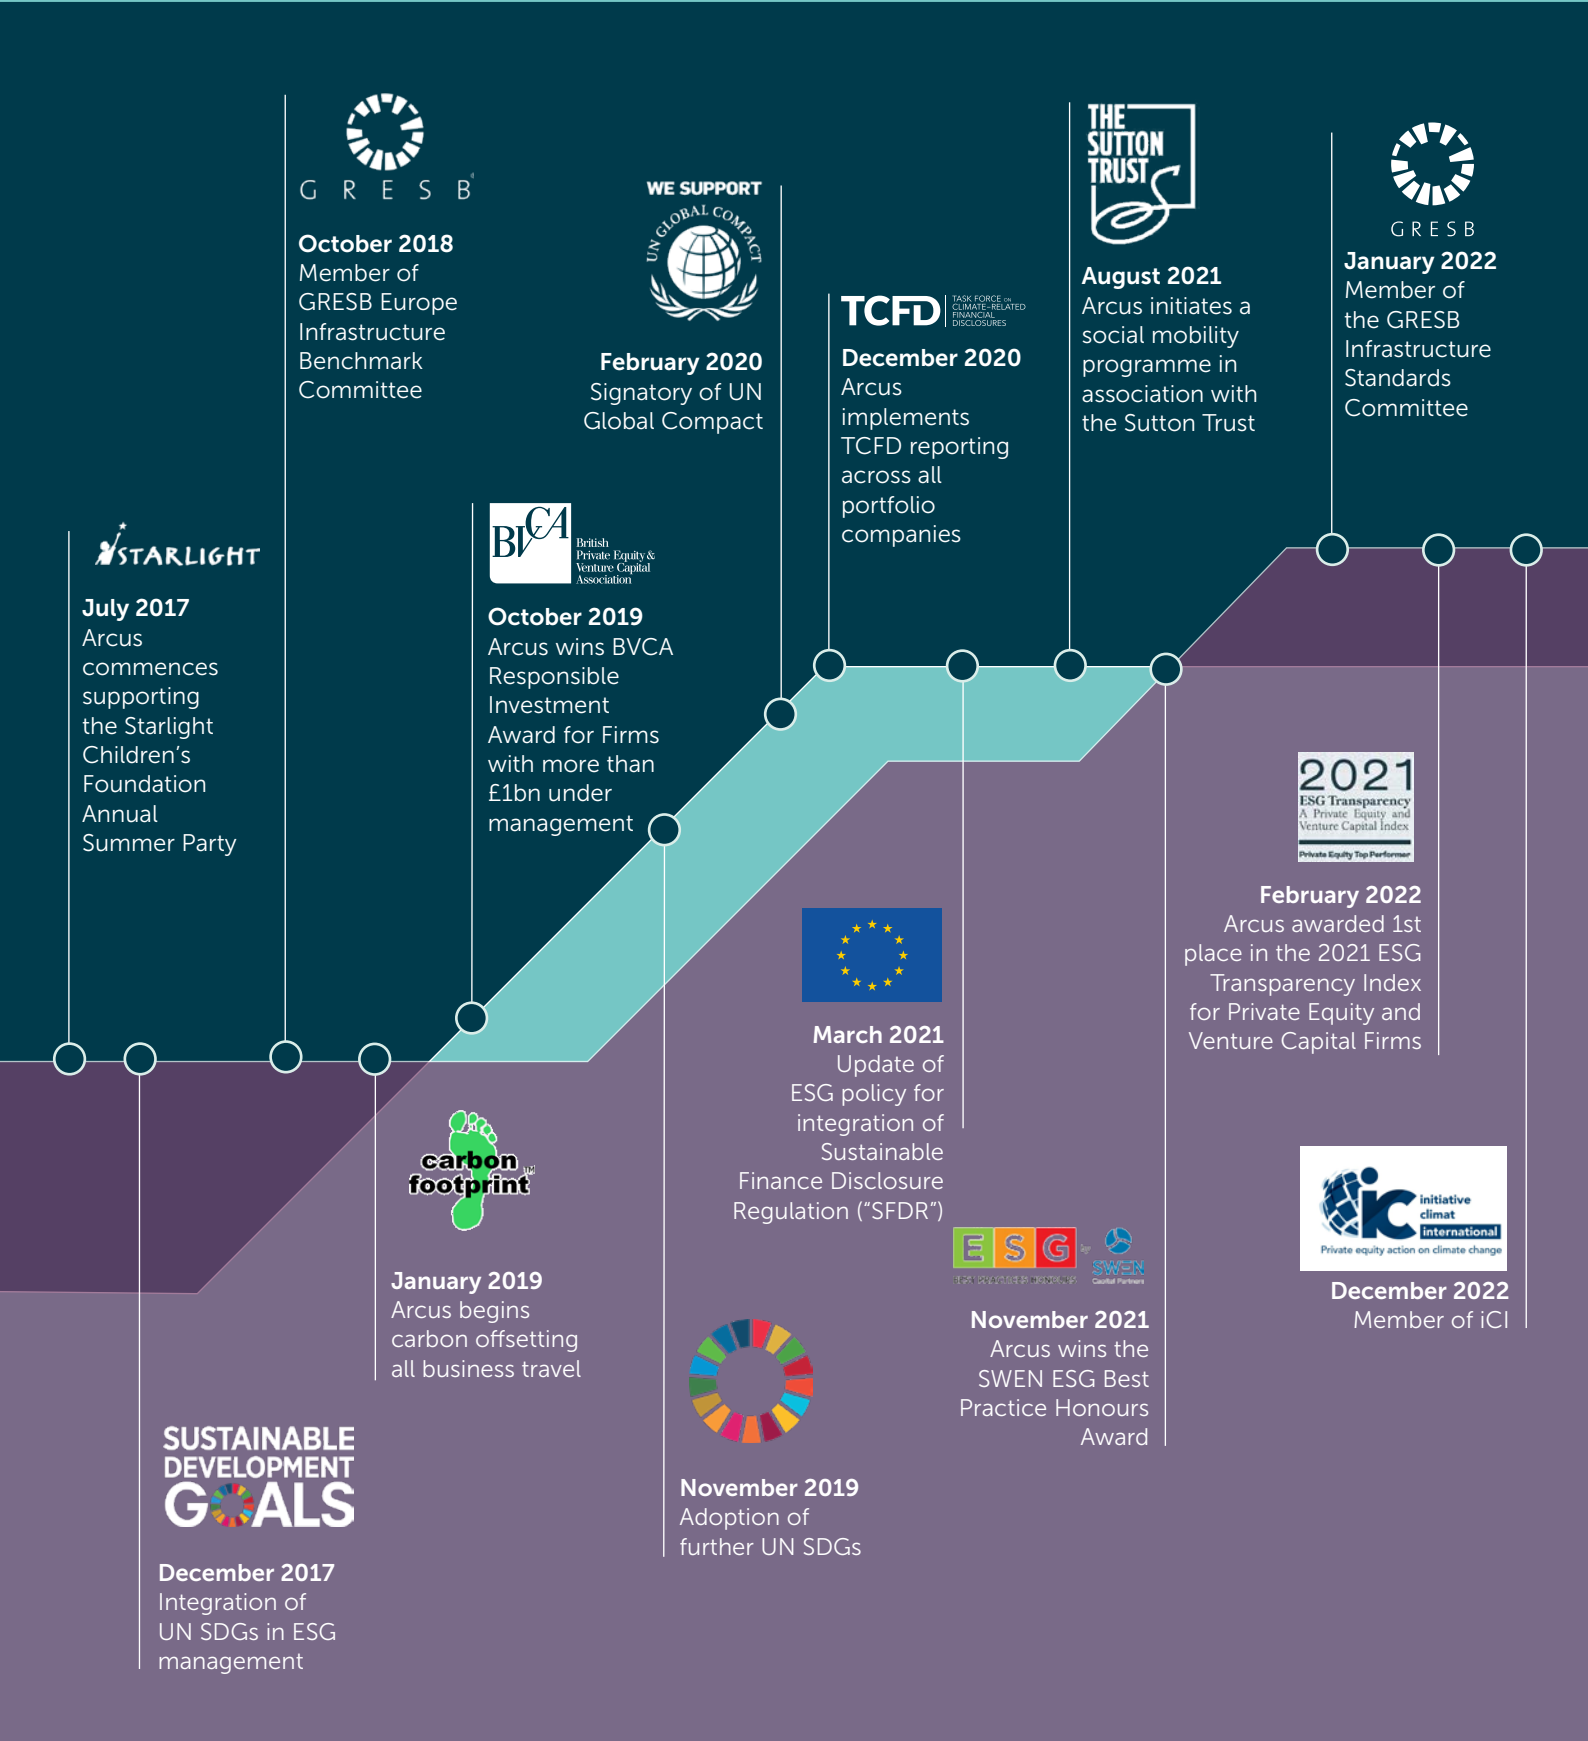 STARLIGHT
July 2017
Arcus
commences
supporting
the Starlight
Children's
Foundation
Annual
Summer Party
SUSTAINABLE
DEVELOPMENT
GOALS
December 2017
Integration of
UN SDGs in ESG
management
GRESB
October 2018
Member of
GRESB Europe
Infrastructure
Benchmark
Committee
carbon
footprint™
January 2019
Arcus begins
carbon offsetting
all business travel
BVCA
British
Private Equity &
Venture Capital
Association
October 2019
Arcus wins BVCA
Responsible
Investment
Award for Firms
with more than
£1bn under
management
November 2019
Adoption of
further UN SDGs
WE SUPPORT
UN GLOBAL COMPACT
February 2020
Signatory of UN
Global Compact
TCFD
TASK FORCE ON
CLIMATE-RELATED
FINANCIAL
DISCLOSURES
December 2020
Arcus
implements
TCFD reporting
across all
portfolio
companies
March 2021
Update of
ESG policy for
integration of
Sustainable
Finance Disclosure
Regulation (“SFDR”)
THE
SUTTON
TRUST
August 2021
Arcus initiates a
social mobility
programme in
association with
the Sutton Trust
ESG by
SWEN
Capital Partners
BEST PRACTICES HONOURS
November 2021
Arcus wins the
SWEN ESG Best
Practice Honours
Award
GRESB
January 2022
Member of
the GRESB
Infrastructure
Standards
Committee
2021
ESG Transparency
A Private Equity and
Venture Capital Index
Private Equity Top Performer
February 2022
Arcus awarded 1st
place in the 2021 ESG
Transparency Index
for Private Equity and
Venture Capital Firms
iC
initiative
climat
international
Private equity action on climate change
December 2022
Member of iCI